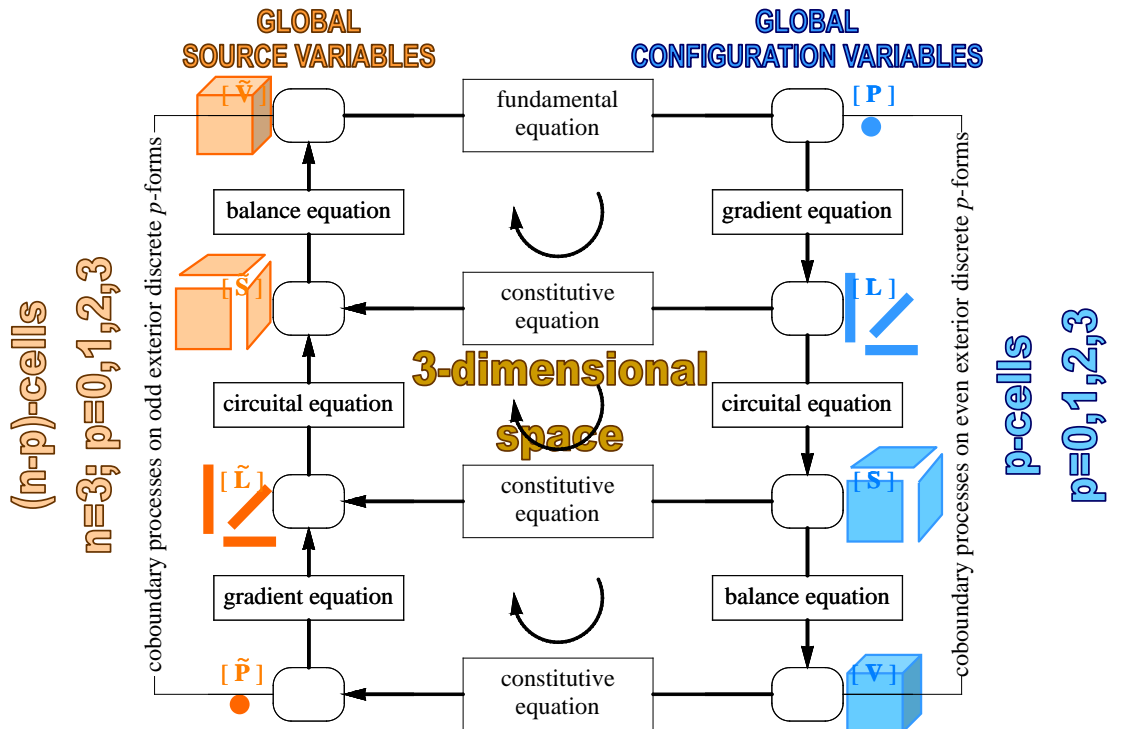 GLOBAL
SOURCE VARIABLES
GLOBAL
CONFIGURATION VARIABLES
[ Ṽ ]
fundamental
equation
[ P ]
balance equation
gradient equation
[ S̃ ]
constitutive
equation
[ L ]
3-dimensional
space
circuital equation
circuital equation
[ L̃ ]
constitutive
equation
[ S ]
gradient equation
balance equation
[ P̃ ]
constitutive
equation
[ V ]
(n-p)-cells
n=3; p=0,1,2,3
coboundary processes on odd exterior discrete p-forms
coboundary processes on even exterior discrete p-forms
p-cells
p=0,1,2,3